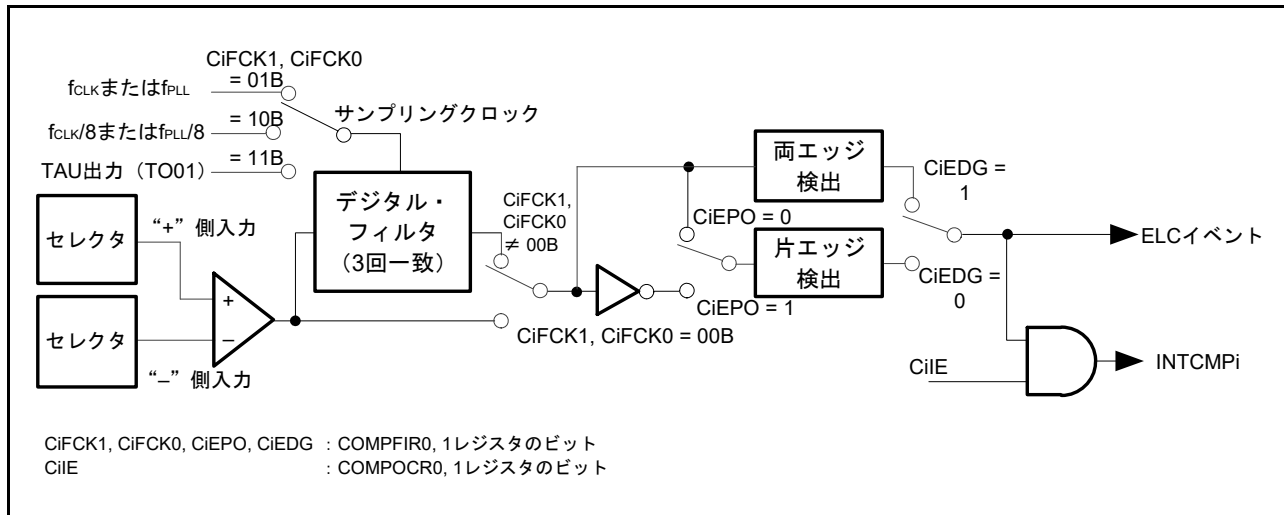 CiFCK1, CiFCK0
= 01B
fCLKまたはfPLL
サンプリングクロック
= 10B
fCLK/8またはfPLL/8
= 11B
TAU出力（TO01）
セレクタ
“+” 側入力
デジタル・
フィルタ
（3回一致）
CiFCK1,
CiFCK0
≠ 00B
両エッジ
検出
CiEDG =
1
CiEPO = 0
片エッジ
検出
ELCイベント
CiEDG =
0
CiEPO = 1
+
–
セレクタ
CiFCK1, CiFCK0 = 00B
“–” 側入力
CiIE
INTCMPi
CiFCK1, CiFCK0, CiEPO, CiEDG : COMPFIR0, 1レジスタのビット
CiIE : COMPOCR0, 1レジスタのビット